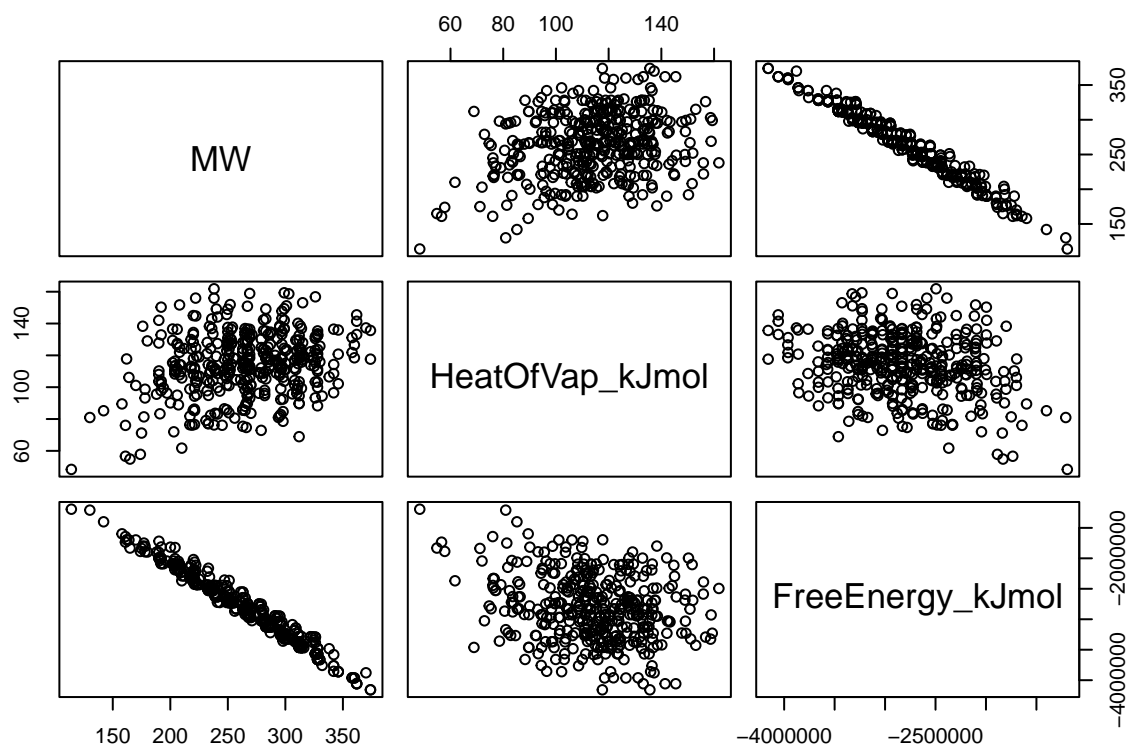 60 80 100 140
MW
150 250 350
60 100 140
HeatOfVap_kJmol
FreeEnergy_kJmol
−4000000 −2000000
150 200 250 300 350
−4000000 −2500000